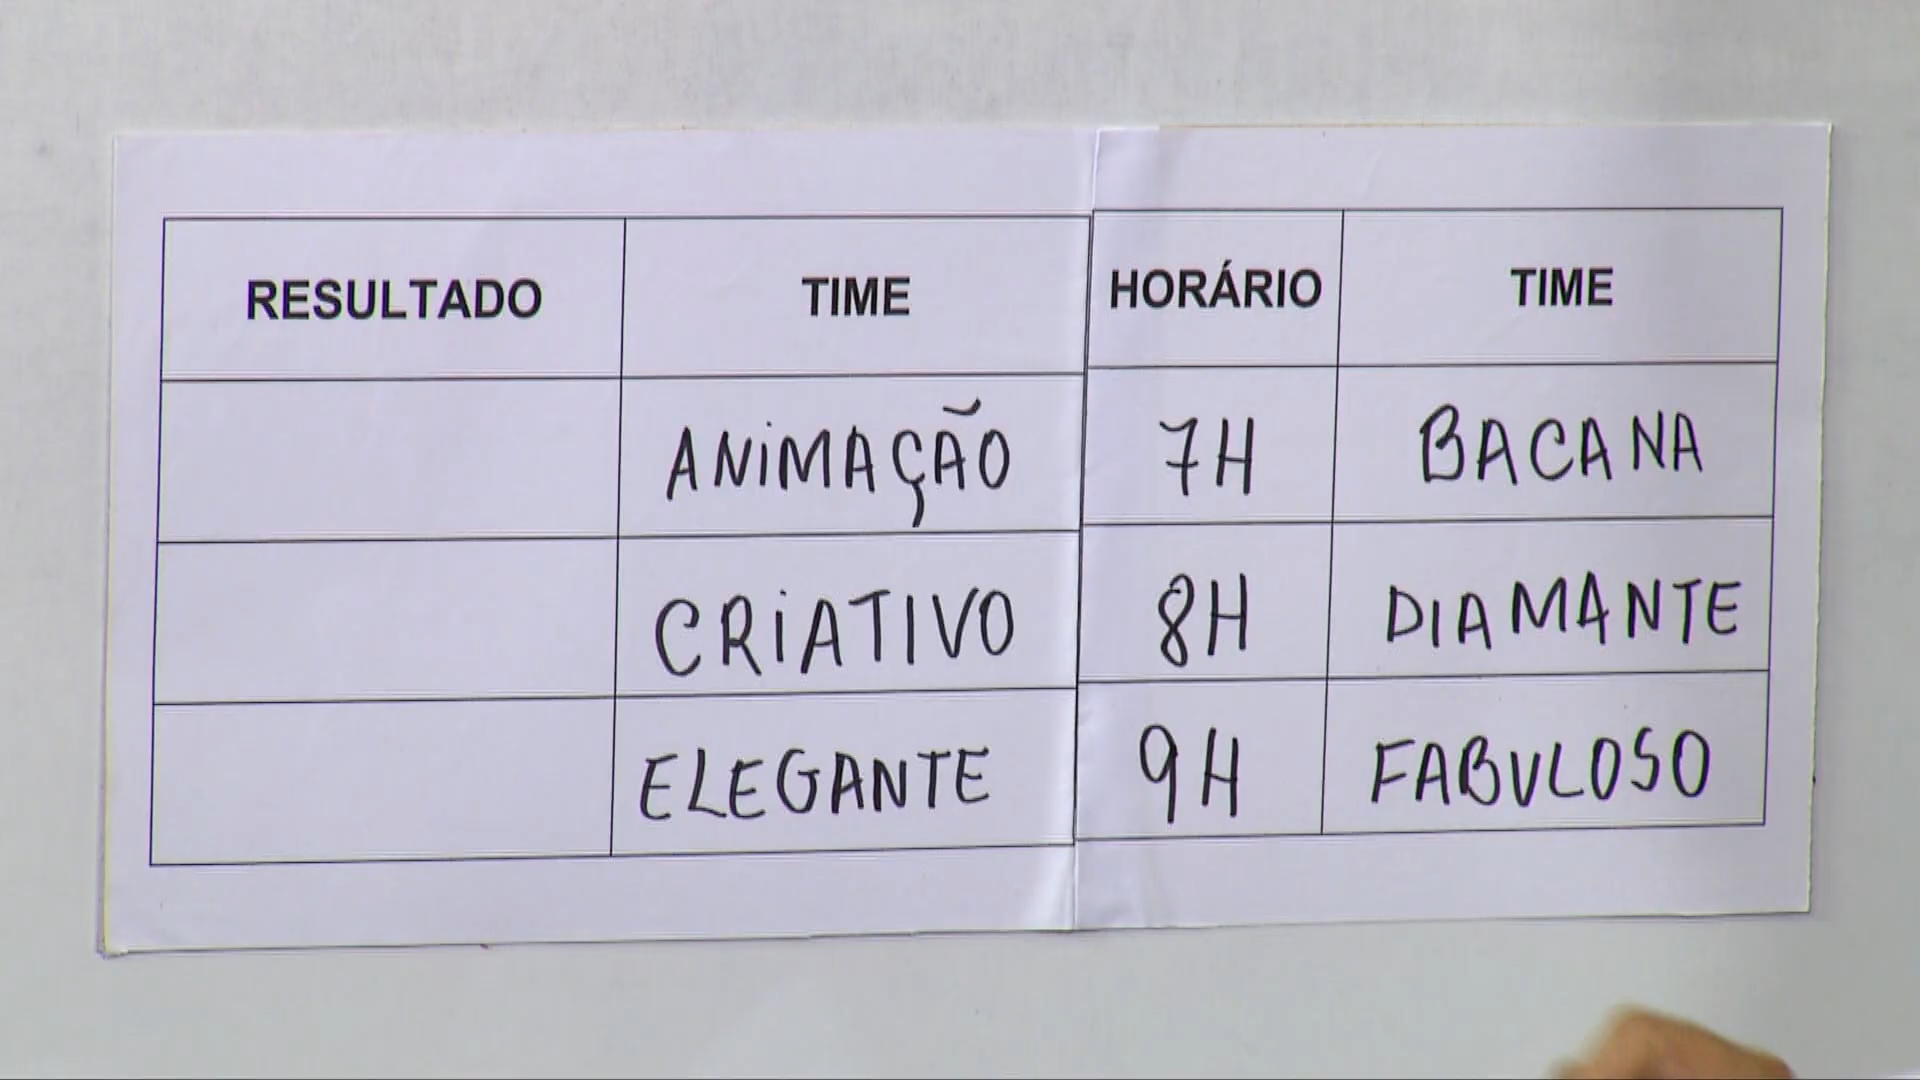 RESULTADO TIME HORÁRIO TIME
ANIMAÇÃO 7H BACANA
CRIATIVO 8H DIAMANTE
ELEGANTE 9H FABULOSO